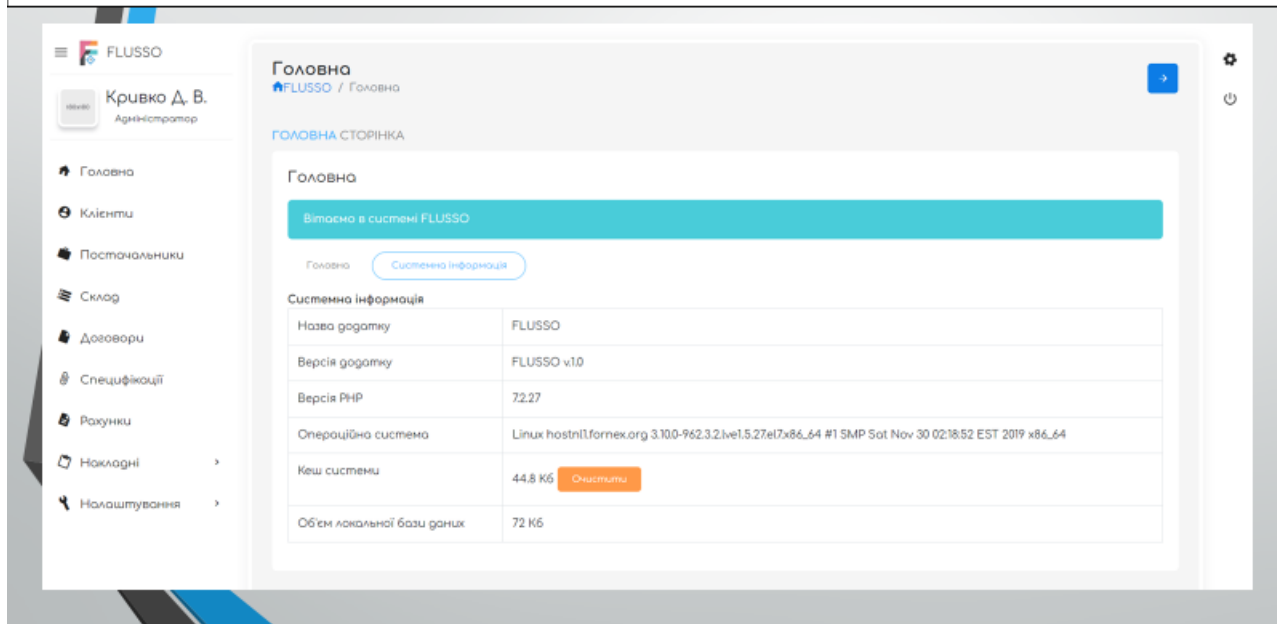 FLUSSO
Кривко Д. В.
Адміністратор
Головна
Клієнти
Постачальники
Склад
Договори
Специфікації
Рахунки
Накладні
Налаштування
Головна
FLUSSO / Головна
ГОЛОВНА СТОРІНКА
Головна
Вітаємо в системі FLUSSO
Головна Системна інформація
Системна інформація
Назва додатку FLUSSO
Версія додатку FLUSSO v.1.0
Версія PHP 7.2.27
Операційна система Linux hostnl1.fornex.org 3.10.0-962.3.2.lve1.5.27.el7.x86_64 #1 SMP Sat Nov 30 02:18:52 EST 2019 x86_64
Кеш системи 44.8 Кб Очистити
Об'єм локальної бази даних 72 Кб